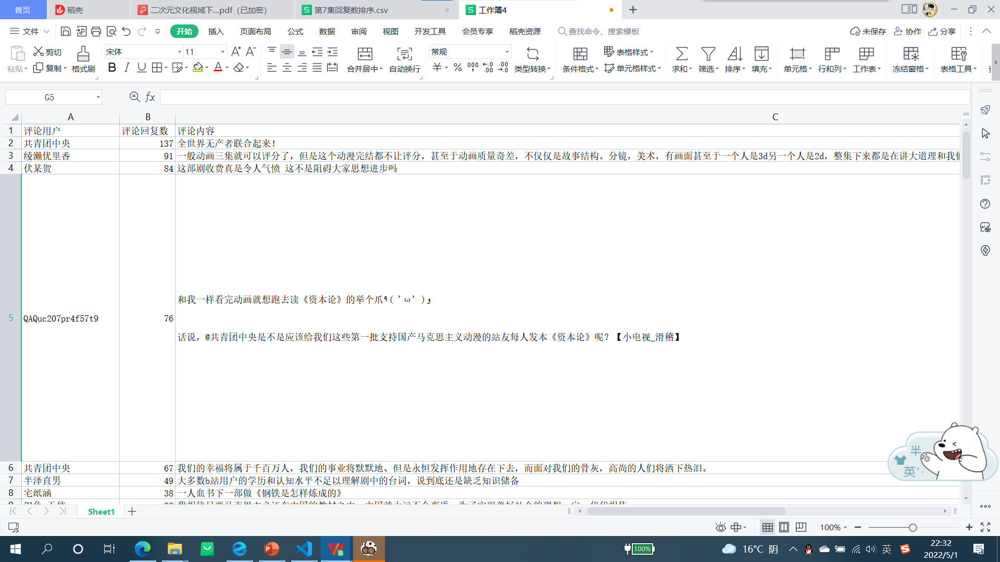 首页 稻壳 二次元文化视域下...pdf（已加密） 第7集回复数排序.csv 工作簿4
文件 开始 插入 页面布局 公式 数据 审阅 视图 开发工具 会员专享 稻壳资源 查找命令、搜索模板 未保存 协作 分享
粘贴 剪切 复制 格式刷 宋体 11 合并居中 自动换行 常规 类型转换 条件格式 表格样式 单元格样式 求和 筛选 排序 填充 单元格 行和列 工作表 冻结窗格 表格工具
G5
A B C
1 评论用户 评论回复数 评论内容
2 共青团中央 137 全世界无产者联合起来！
3 绫濑优里香 91 一般动画三集就可以评分了，但是这个动漫完结都不让评分，甚至于动画质量奇差，不仅仅是故事结构。分镜，美术，有画面甚至于一个人是3d另一个人是2d，整集下来都是在讲大道理和我们
4 伏某贺 84 这部剧收费真是令人气愤 这不是阻碍大家思想进步吗
和我一样看完动画就想跑去读《资本论》的举个爪٩( 'ω' )و
5 QAQuc207pr4f57t9 76
话说，@共青团中央是不是应该给我们这些第一批支持国产马克思主义动漫的站友每人发本《资本论》呢？【小电视_滑稽】
6 共青团中央 67 我们的幸福将属于千百万人，我们的事业将默默地、但是永恒发挥作用地存在下去，而面对我们的骨灰，高尚的人们将洒下热泪。
7 半泽直男 49 大多数b站用户的学历和认知水平不足以理解剧中的台词，说到底还是缺乏知识储备
8 宅纸涵 38 一人血书下一部做《钢铁是怎样炼成的》
半
英
Sheet1
100%
100% 16°C 阴 英 22:32
2022/5/1